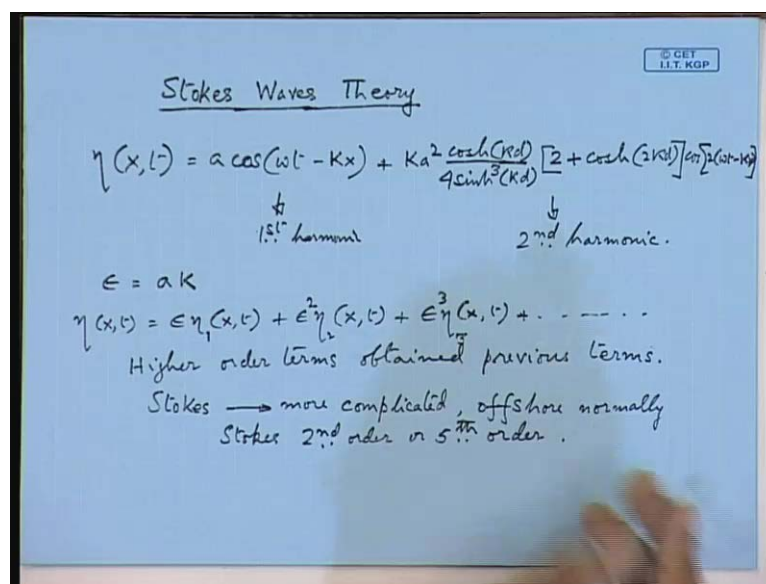 © CET
I.I.T. KGP
Stokes Waves Theory
η(x,t) = a cos(ωt - Kx) + Ka² cosh(Kd)/4sinh³(Kd) [2 + cosh(2Kd)] cos[2(ωt-Kx)]
1st harmonic 2nd harmonic.
ε = aK
η(x,t) = εη₁(x,t) + ε²η₂(x,t) + ε³η₃(x,t) + . - - - - - .
Higher order terms obtained previous terms.
Stokes → more complicated, offshore normally
Stokes 2nd order or 5th order.